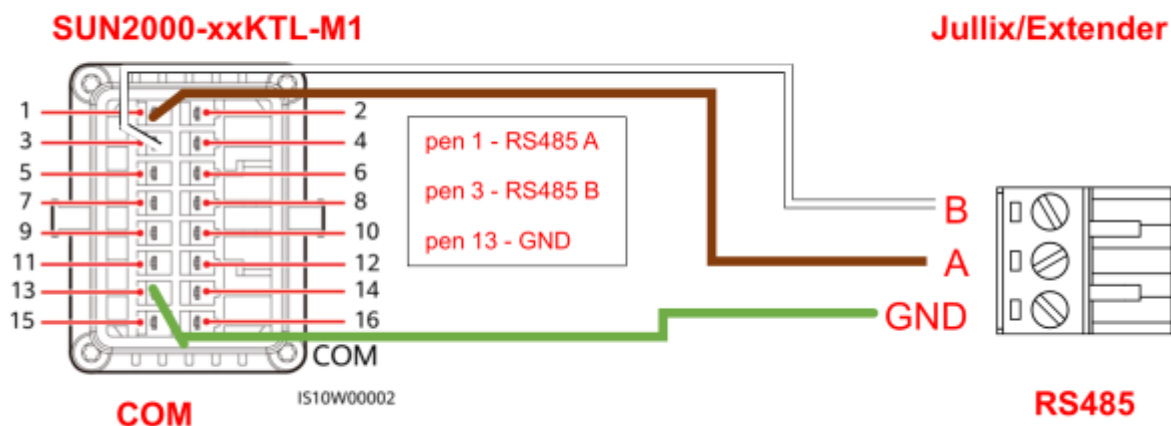 SUN2000-xxKTL-M1
Jullix/Extender
1
2
3
4
5
6
7
8
9
10
11
12
13
14
15
16
pen 1 - RS485 A
pen 3 - RS485 B
pen 13 - GND
B
A
GND
COM
IS10W00002
COM
RS485